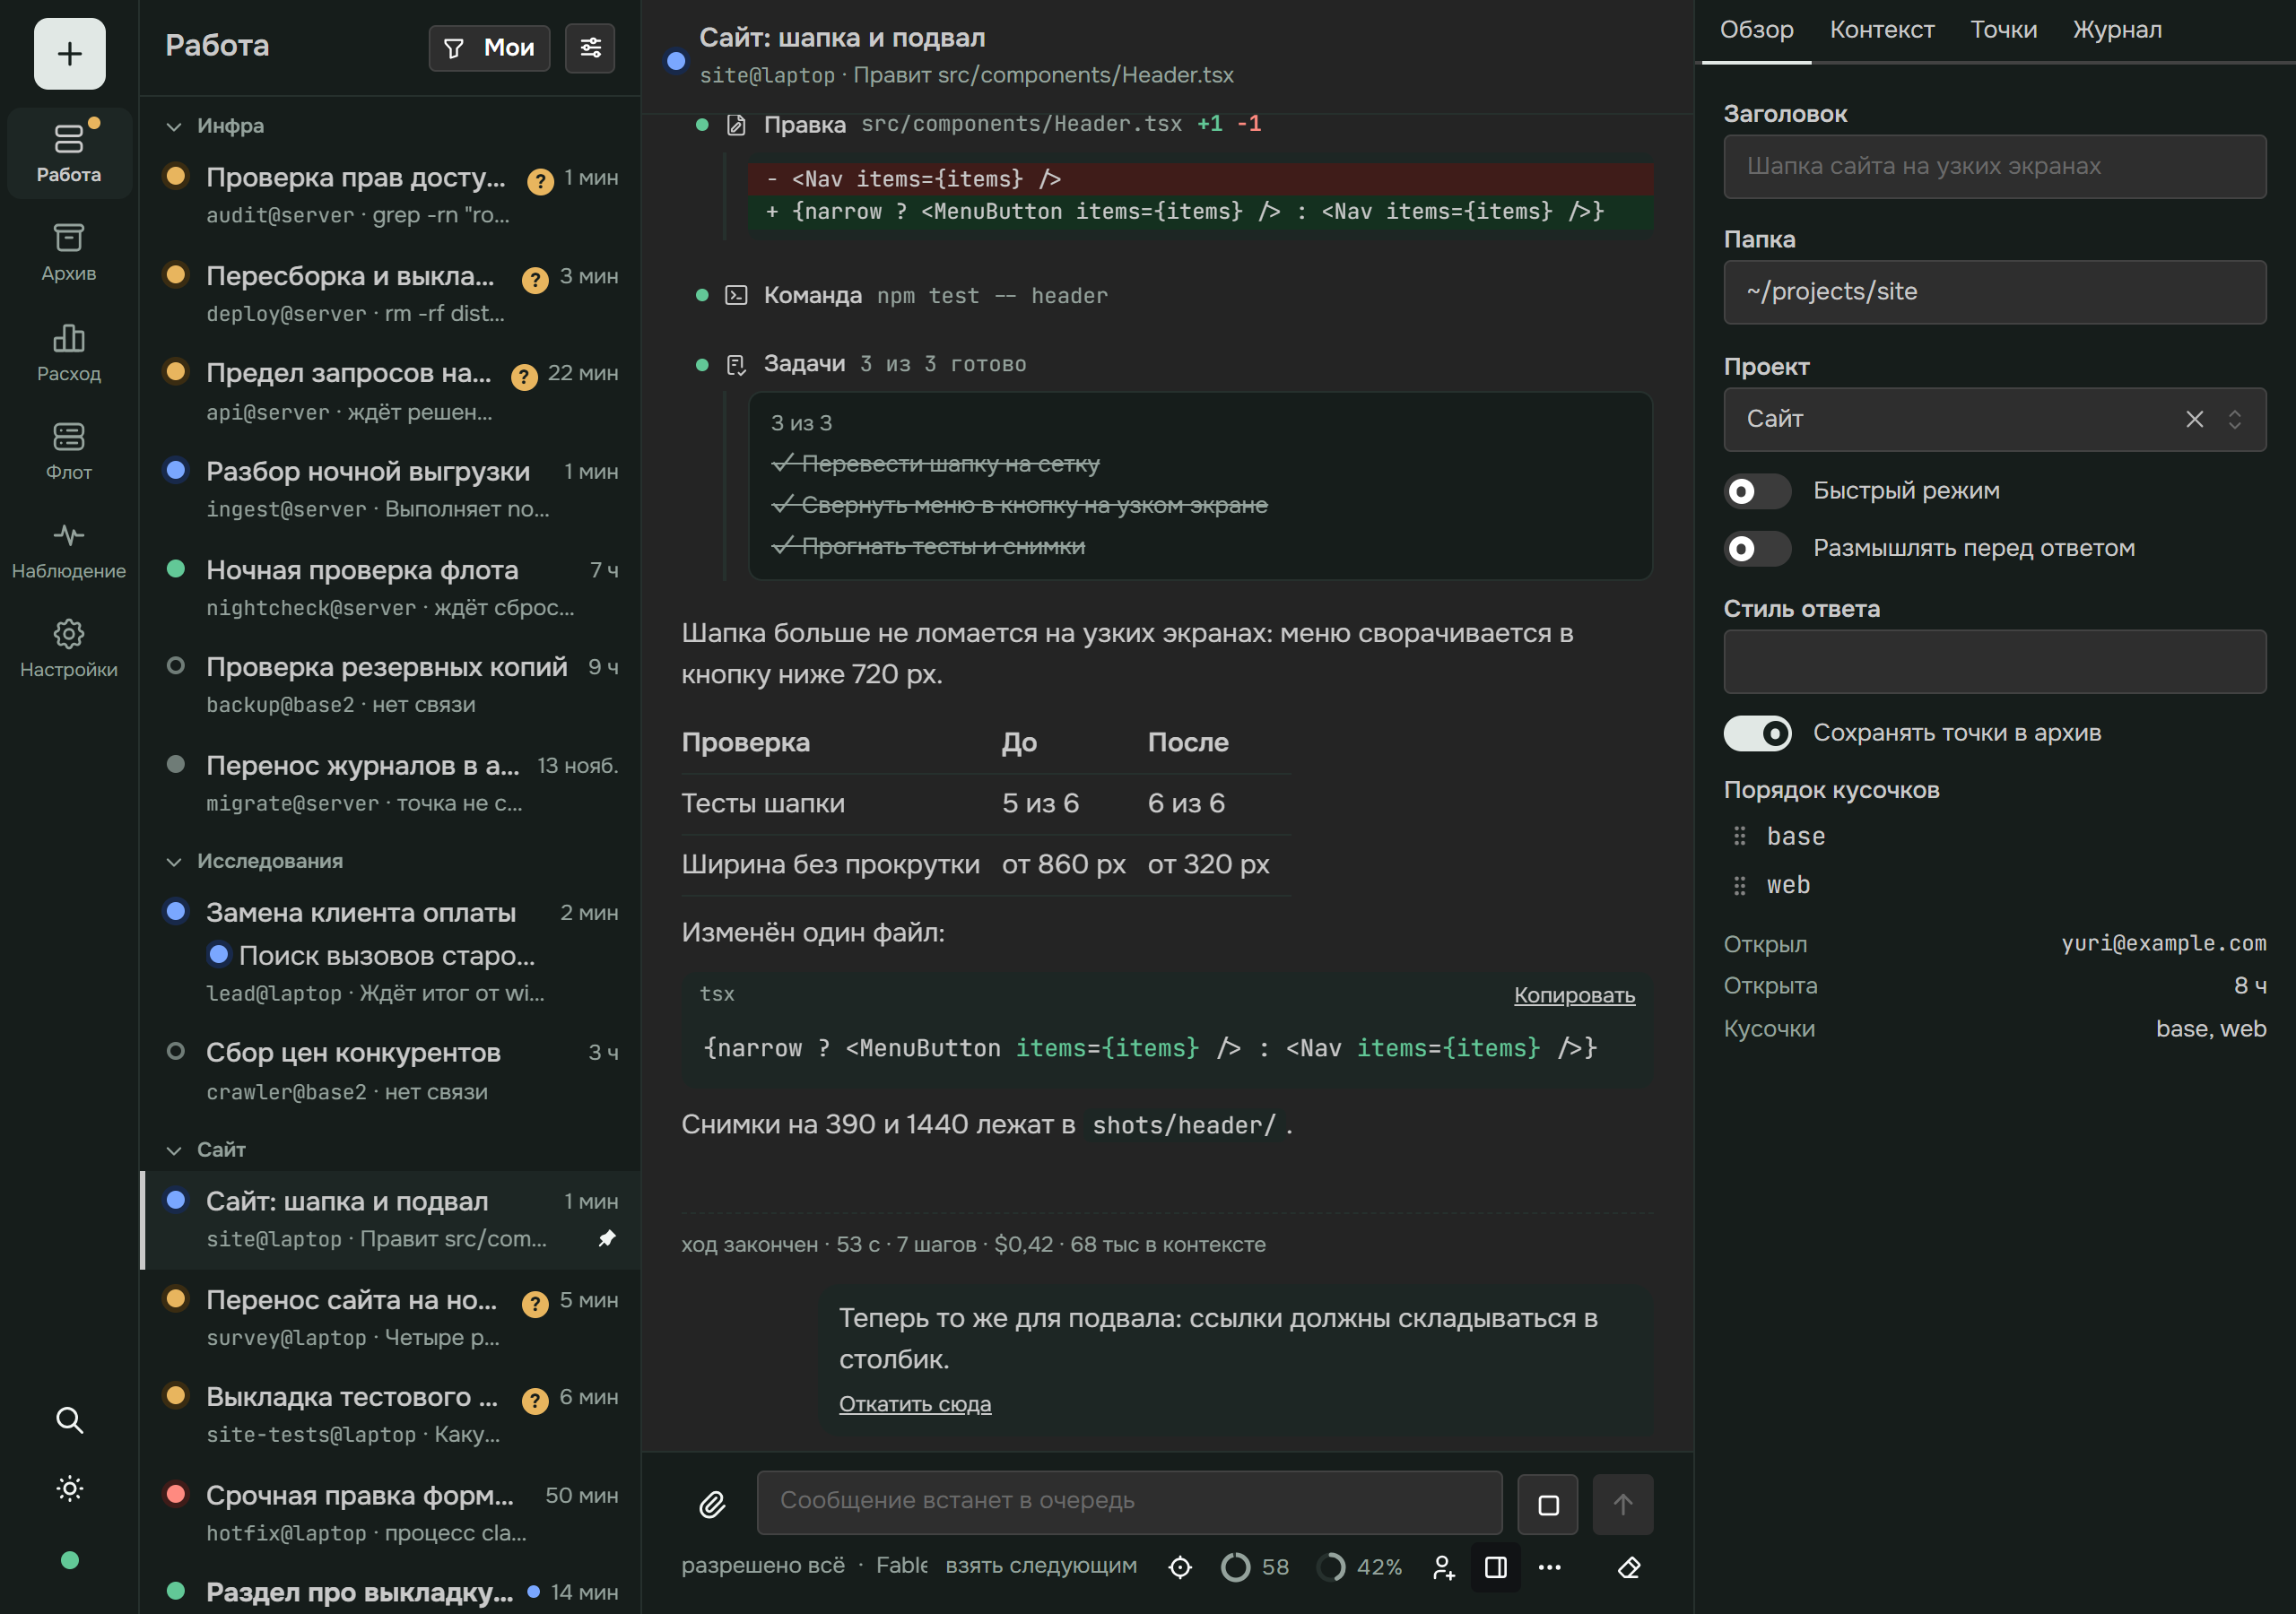 Работа
Архив
Расход
Флот
Наблюдение
Настройки
Работа
Мои
Инфра
Проверка прав досту... ? 1 мин
audit@server · grep -rn "ro...
Пересборка и выкла... ? 3 мин
deploy@server · rm -rf dist...
Предел запросов на... ? 22 мин
api@server · ждёт решен...
Разбор ночной выгрузки 1 мин
ingest@server · Выполняет по...
Ночная проверка флота 7 ч
nightcheck@server · ждёт сброс...
Проверка резервных копий 9 ч
backup@base2 · нет связи
Перенос журналов в а... 13 нояб.
migrate@server · точка не с...
Исследования
Замена клиента оплаты 2 мин
Поиск вызовов старо...
lead@laptop · Ждёт итог от wi...
Сбор цен конкурентов 3 ч
crawler@base2 · нет связи
Сайт
Сайт: шапка и подвал 1 мин
site@laptop · Правит src/com...
Перенос сайта на но... ? 5 мин
survey@laptop · Четыре р...
Выкладка тестового ... ? 6 мин
site-tests@laptop · Каку...
Срочная правка форм... 50 мин
hotfix@laptop · процесс cla...
Раздел про выкладку... 14 мин
Сайт: шапка и подвал
site@laptop · Правит src/components/Header.tsx
Правка src/components/Header.tsx +1 -1
- <Nav items={items} />
+ {narrow ? <MenuButton items={items} /> : <Nav items={items} />}
Команда npm test -- header
Задачи 3 из 3 готово
3 из 3
✓ Перевести шапку на сетку
✓ Свернуть меню в кнопку на узком экране
✓ Прогнать тесты и снимки
Шапка больше не ломается на узких экранах: меню сворачивается в
кнопку ниже 720 px.
Проверка До После
Тесты шапки 5 из 6 6 из 6
Ширина без прокрутки от 860 px от 320 px
Изменён один файл:
tsx Копировать
{narrow ? <MenuButton items={items} /> : <Nav items={items} />}
Снимки на 390 и 1440 лежат в shots/header/ .
ход закончен · 53 с · 7 шагов · $0,42 · 68 тыс в контексте
Теперь то же для подвала: ссылки должны складываться в
столбик.
Откатить сюда
Сообщение встанет в очередь
разрешено всё · Fable взять следующим 58 42%
Обзор Контекст Точки Журнал
Заголовок
Шапка сайта на узких экранах
Папка
~/projects/site
Проект
Сайт
Быстрый режим
Размышлять перед ответом
Стиль ответа
Сохранять точки в архив
Порядок кусочков
base
web
Открыл yuri@example.com
Открыта 8 ч
Кусочки base, web